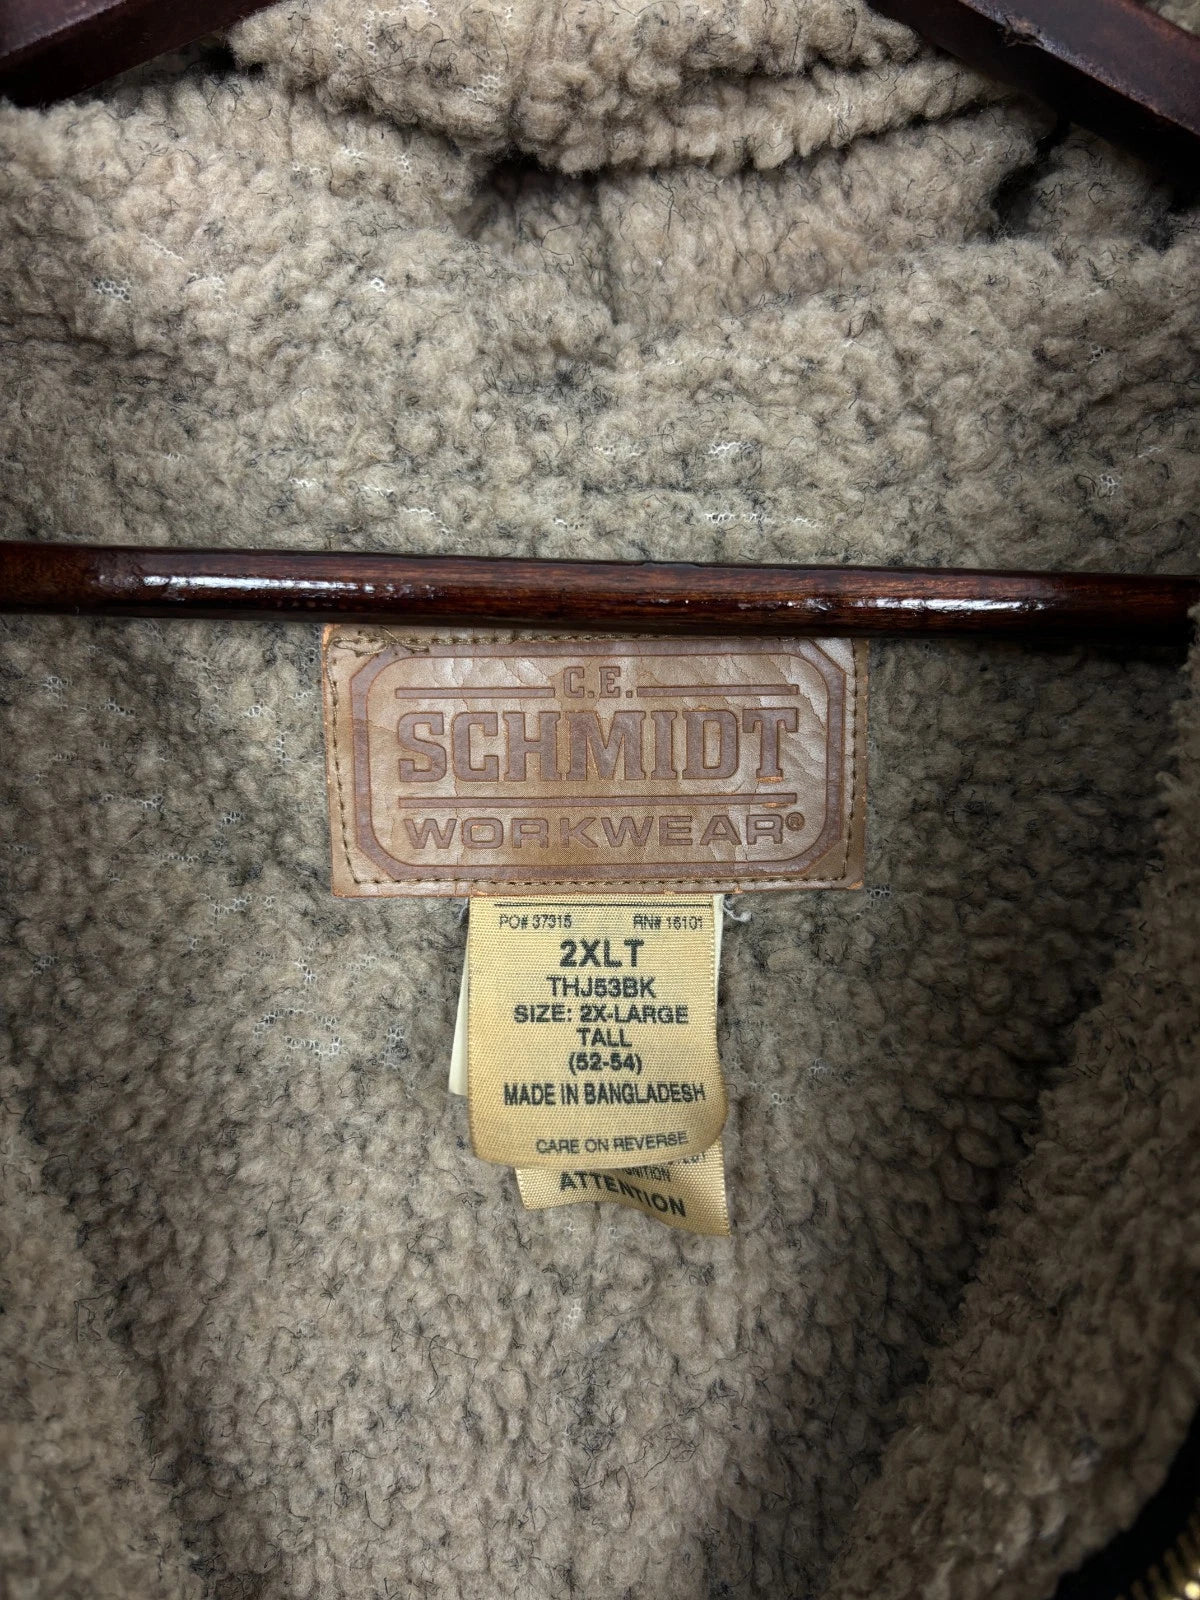 C.E.
SCHMIDT
WORKWEAR®
PO# 37315 RN# 16101
2XLT
THJ53BK
SIZE: 2X-LARGE
TALL
(52-54)
MADE IN BANGLADESH
CARE ON REVERSE
ATTENTION